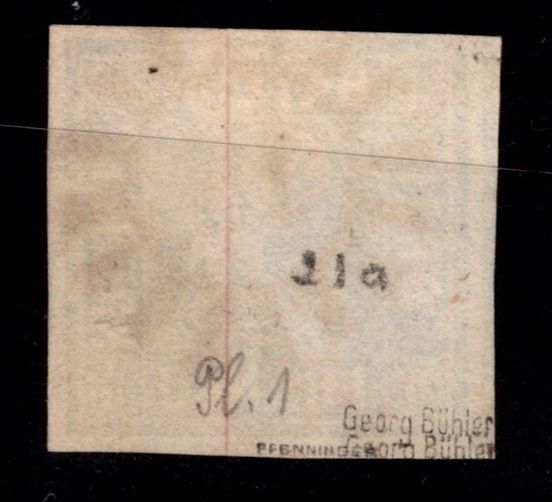 21a
Pl. 1
Georg Bühler
PFENNINGER
Georg Bühler